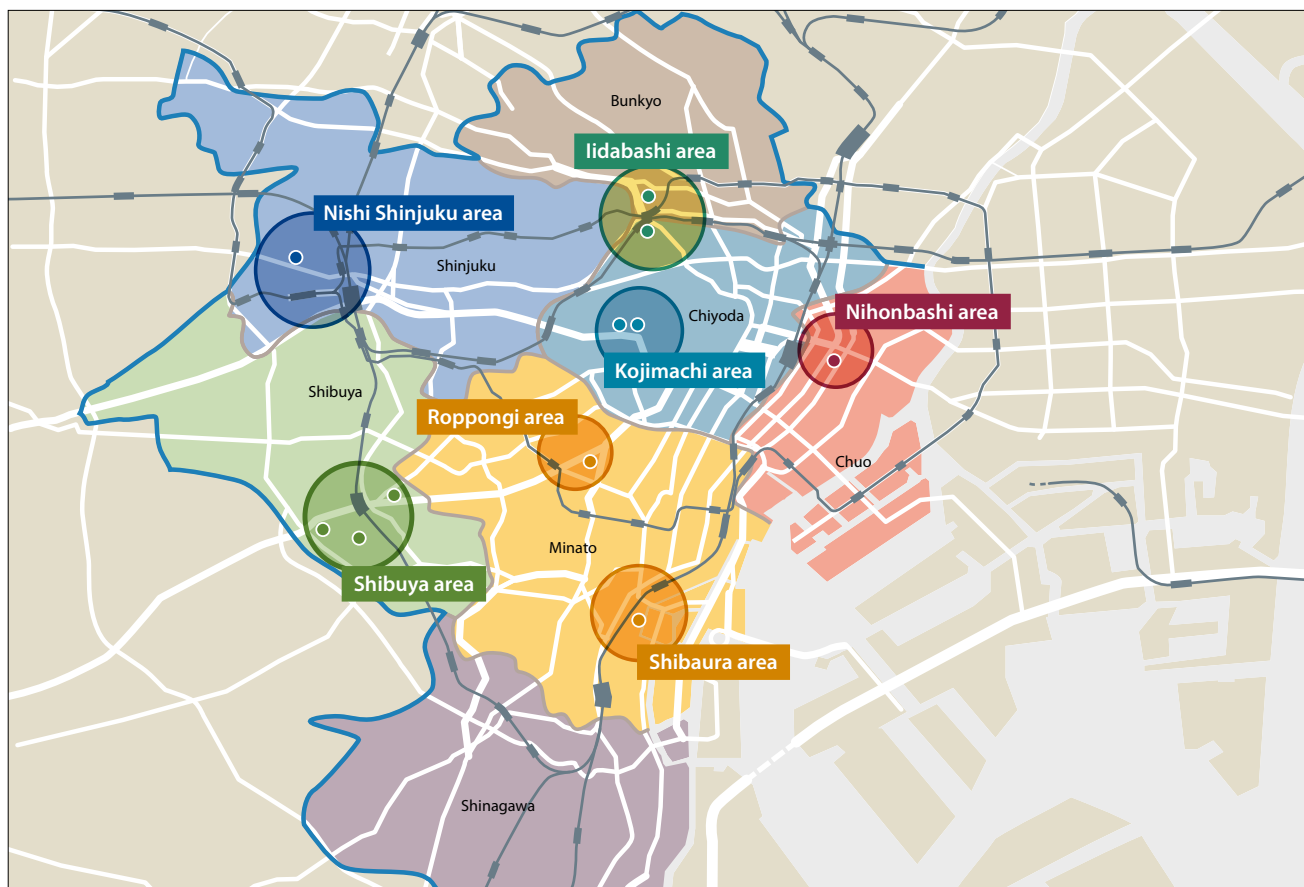 Bunkyo
Iidabashi area
Nishi Shinjuku area
Shinjuku
Chiyoda
Nihonbashi area
Kojimachi area
Shibuya
Roppongi area
Chuo
Minato
Shibuya area
Shibaura area
Shinagawa